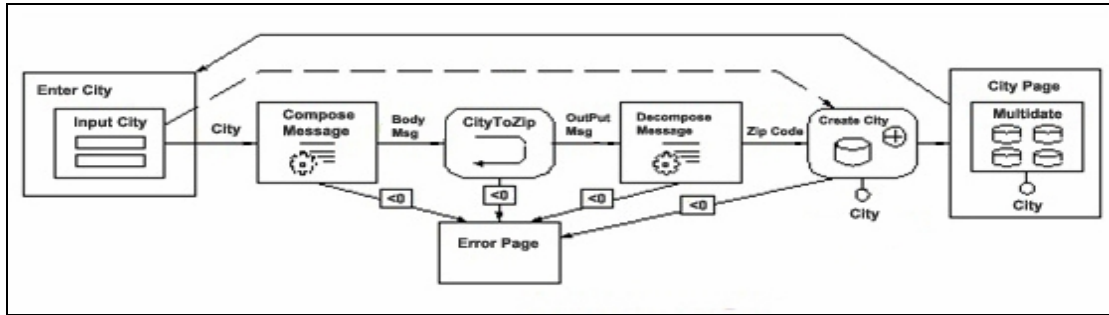 Enter City
Input City
City
Compose
Message
Body
Msg
CityToZip
OutPut
Msg
Decompose
Message
Zip Code
Create City
City
City Page
Multidate
City
<0
<0
<0
<0
Error Page